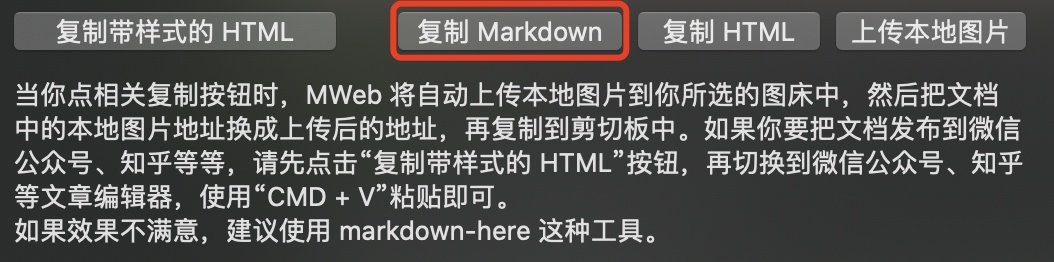 复制带样式的 HTML 复制 Markdown 复制 HTML 上传本地图片
当你点相关复制按钮时，MWeb 将自动上传本地图片到你所选的图床中，然后把文档
中的本地图片地址换成上传后的地址，再复制到剪切板中。如果你要把文档发布到微信
公众号、知乎等等，请先点击“复制带样式的 HTML”按钮，再切换到微信公众号、知乎
等文章编辑器，使用“CMD + V”粘贴即可。
如果效果不满意，建议使用 markdown-here 这种工具。